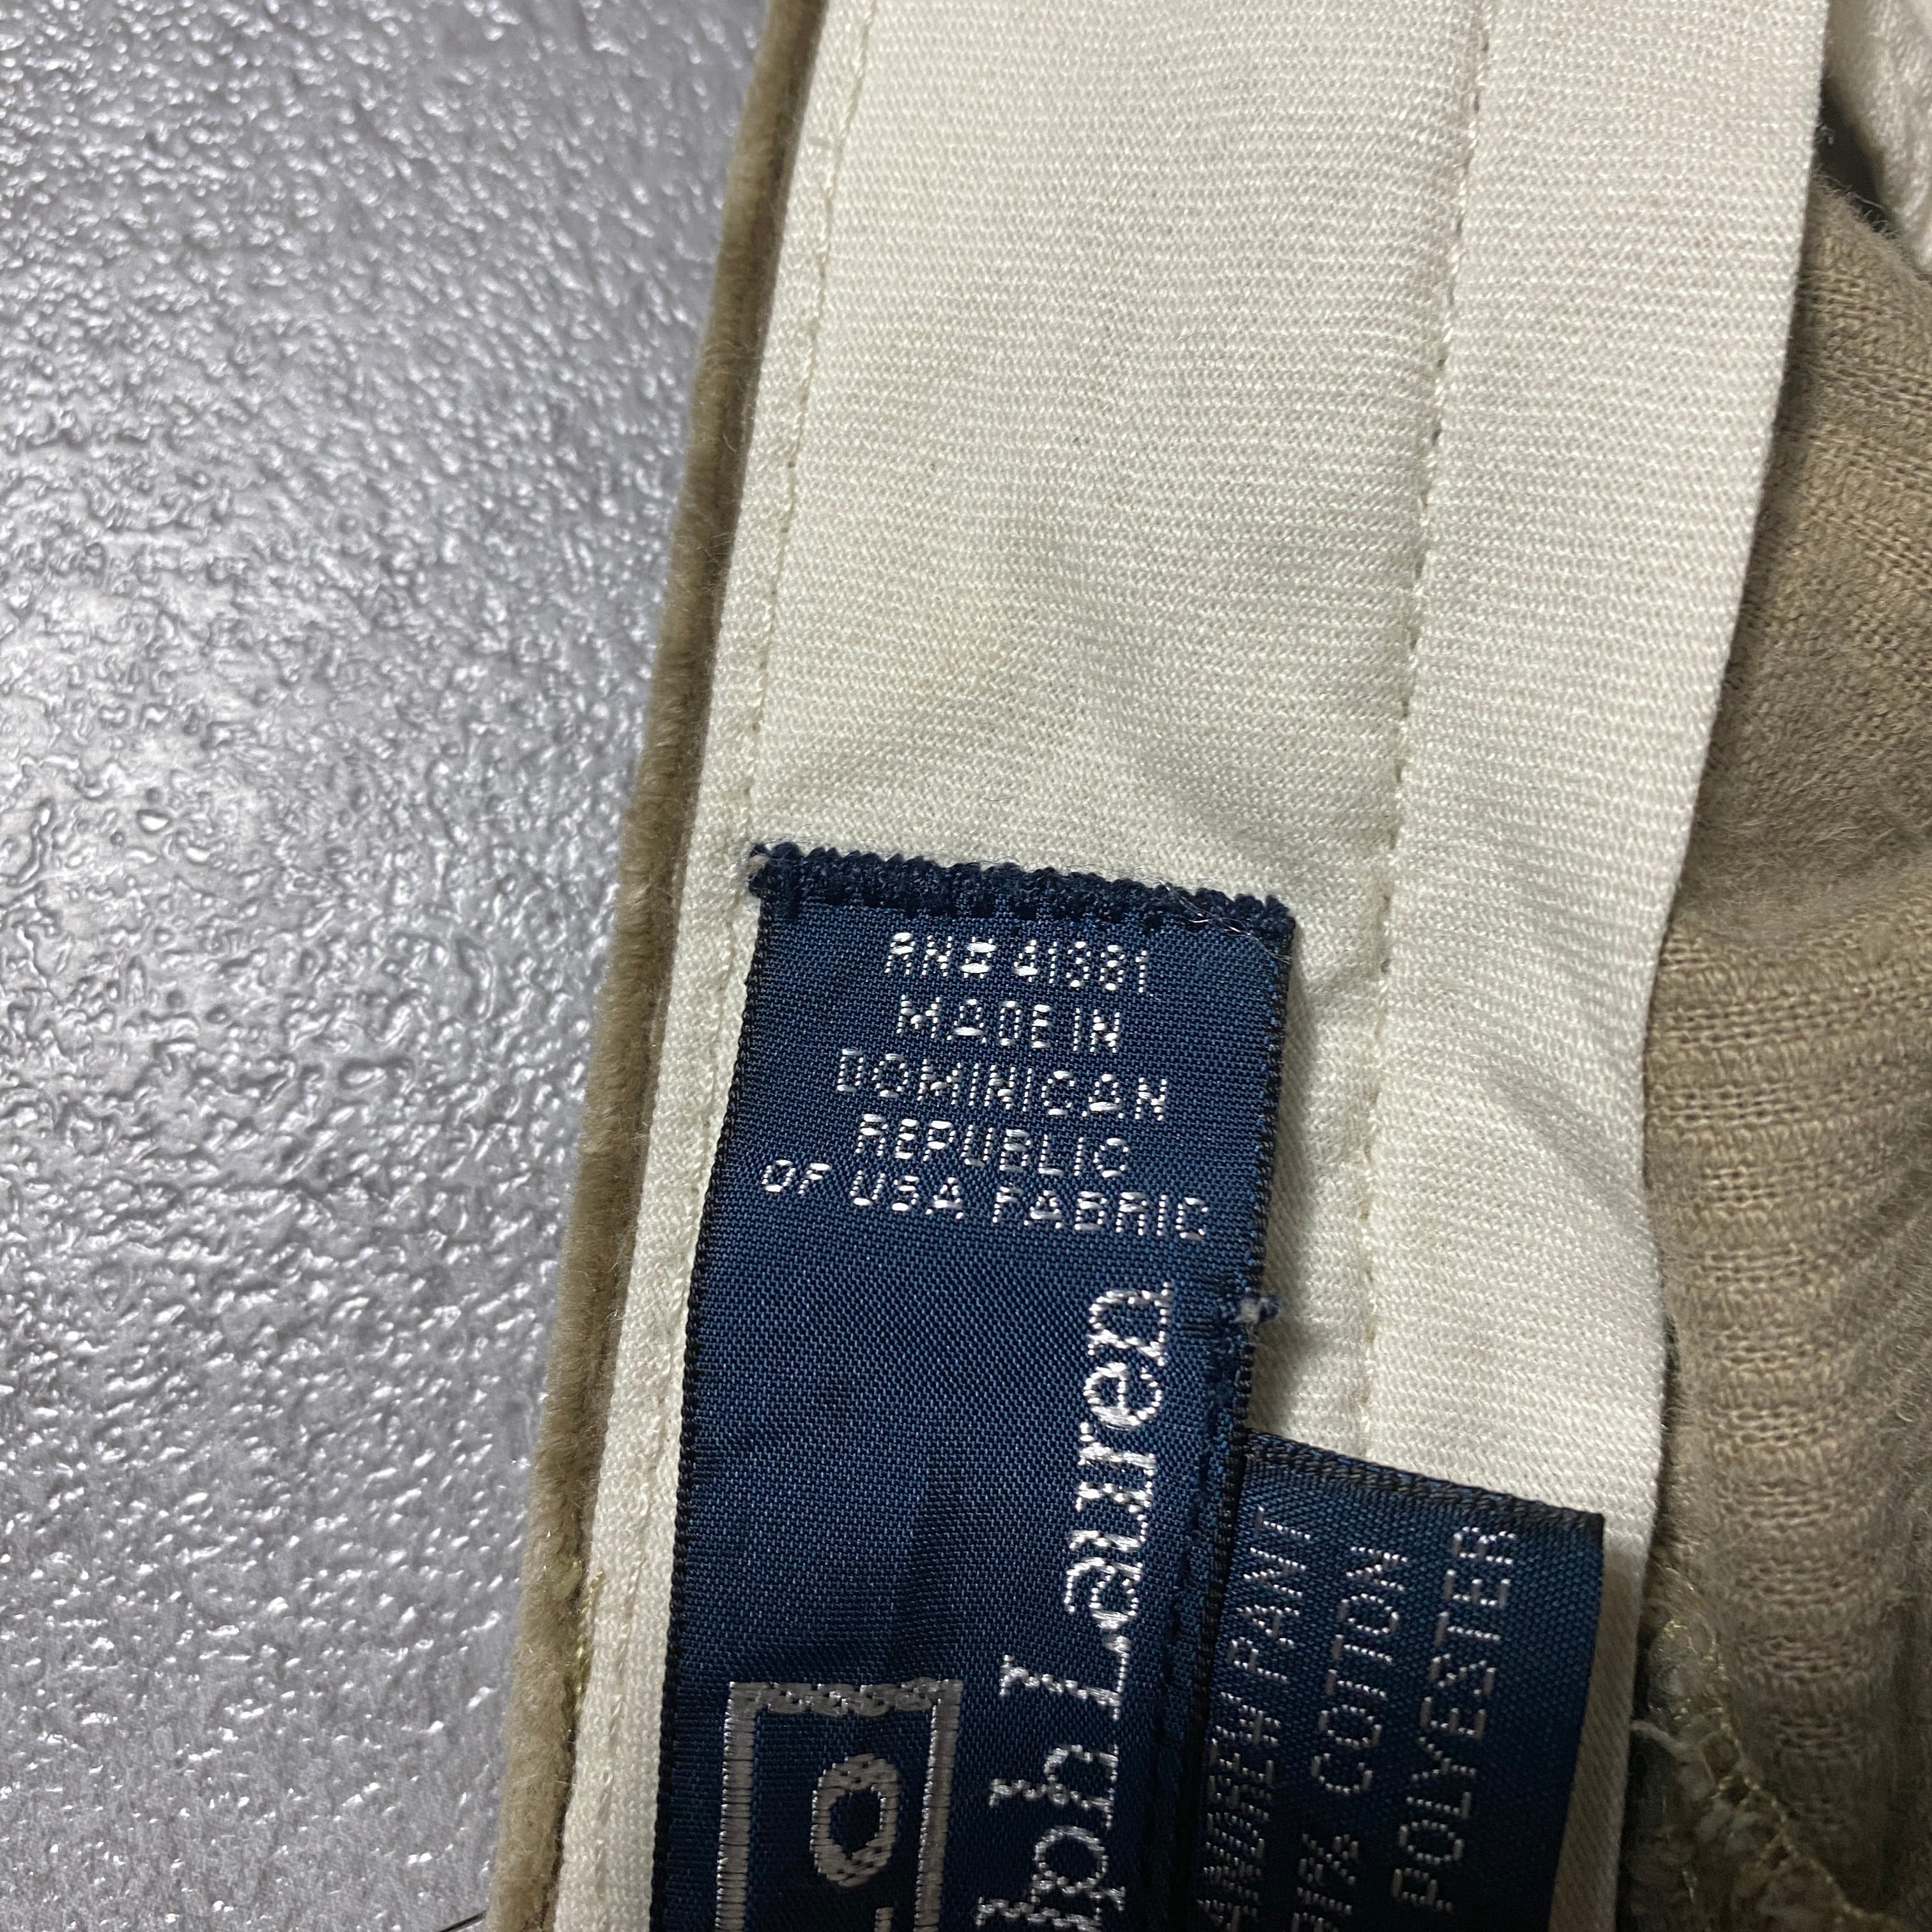 RN# 41381
MADE IN
DOMINICAN
REPUBLIC
OF USA FABRIC
Lauren
PANT
COTTON
POLYESTER